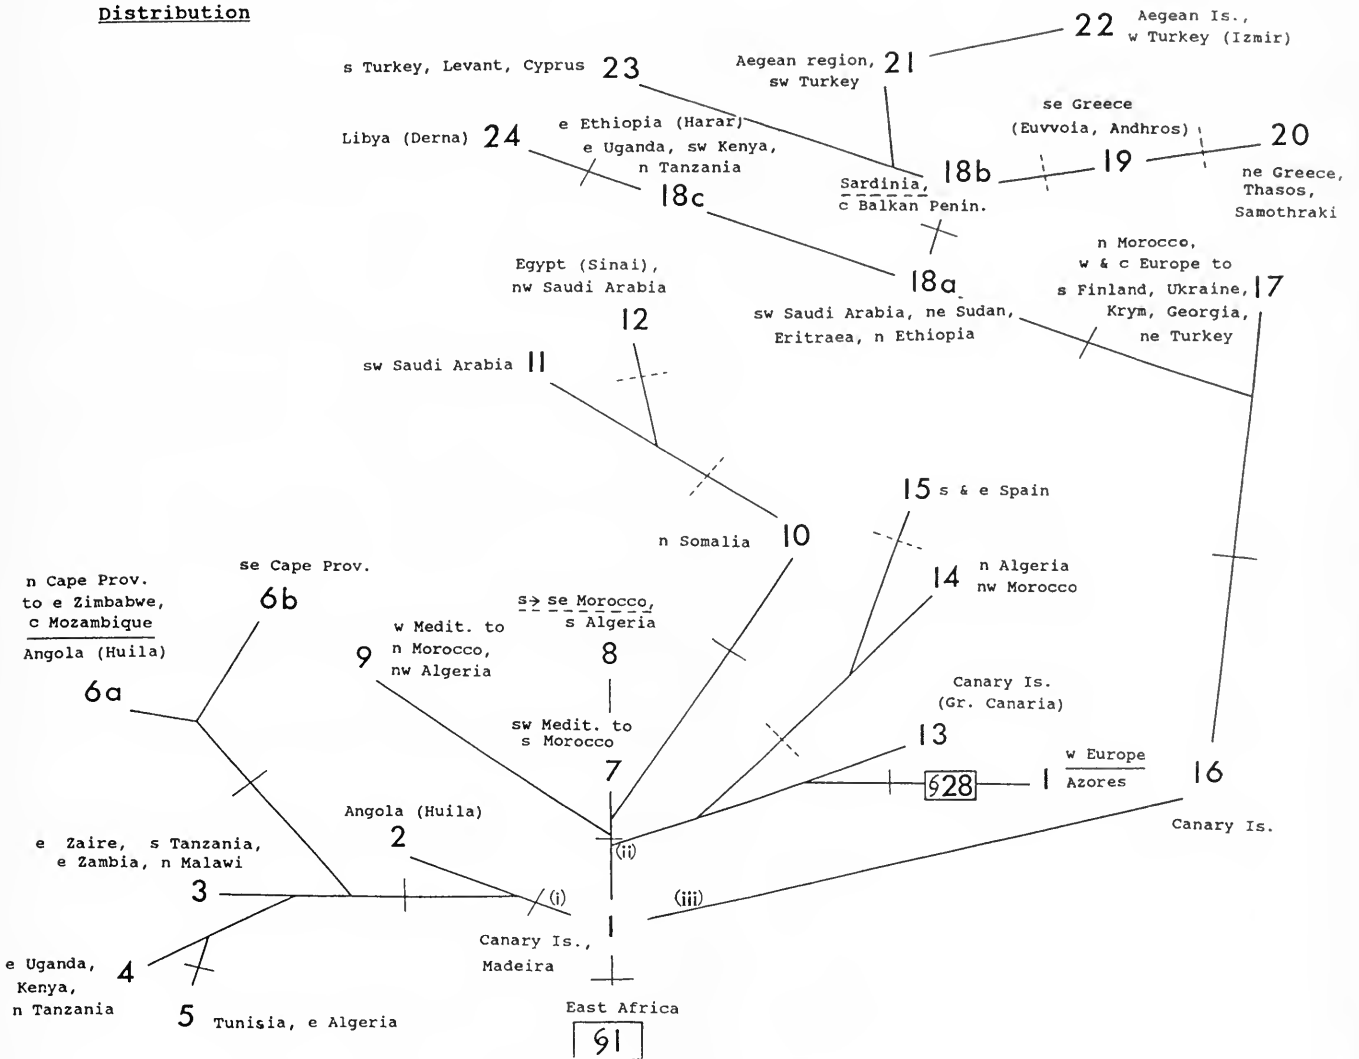 Distribution
22 Aegean Is.,
w Turkey (Izmir)
s Turkey, Levant, Cyprus 23
Aegean region, 21
sw Turkey
se Greece
(Euvvoia, Andhros)
19
20
ne Greece,
Thasos,
Samothraki
Libya (Derna) 24
e Ethiopia (Harar)
e Uganda, sw Kenya,
n Tanzania
18c
18b
Sardinia,
c Balkan Penin.
n Morocco,
w & c Europe to
s Finland, Ukraine, 17
Krym, Georgia,
ne Turkey
18a
sw Saudi Arabia, ne Sudan,
Eritraea, n Ethiopia
Egypt (Sinai),
nw Saudi Arabia
12
sw Saudi Arabia 11
15 s & e Spain
n Somalia 10
14 n Algeria
nw Morocco
n Cape Prov.
to e Zimbabwe,
c Mozambique
Angola (Huila)
6a
se Cape Prov.
6b
9 w Medit. to
n Morocco,
nw Algeria
s→ se Morocco,
s Algeria
8
sw Medit. to
s Morocco
7
Canary Is.
(Gr. Canaria)
13
§28
1 w Europe
Azores
16
Canary Is.
Angola (Huila)
2
e Zaire, s Tanzania,
e Zambia, n Malawi
3
(i)
(ii)
(iii)
1
Canary Is.,
Madeira
e Uganda, 4
Kenya,
n Tanzania
5 Tunisia, e Algeria
East Africa
§1